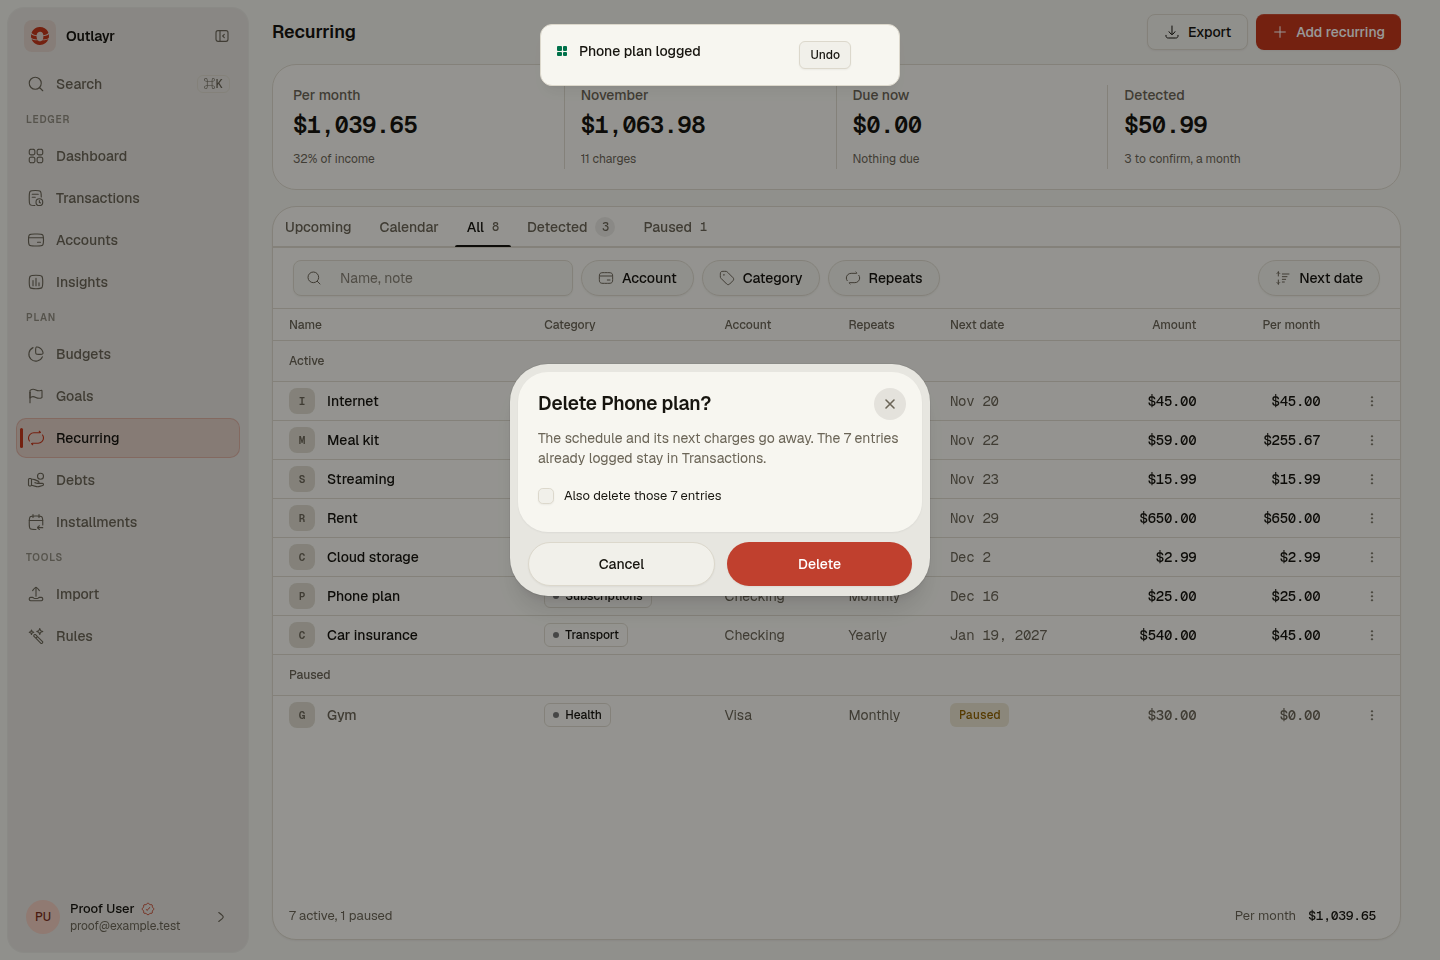 Outlayr
Search
⌘K
LEDGER
Dashboard
Transactions
Accounts
Insights
PLAN
Budgets
Goals
Recurring
Debts
Installments
TOOLS
Import
Rules
PU
Proof User
proof@example.test
Recurring
Phone plan logged
Undo
Export
Add recurring
Per month
$1,039.65
32% of income
November
$1,063.98
11 charges
Due now
$0.00
Nothing due
Detected
$50.99
3 to confirm, a month
Upcoming Calendar All 8 Detected 3 Paused 1
Name, note
Account
Category
Repeats
Next date
Name Category Account Repeats Next date Amount Per month
Active
I Internet Nov 20 $45.00 $45.00
M Meal kit Nov 22 $59.00 $255.67
S Streaming Nov 23 $15.99 $15.99
R Rent Nov 29 $650.00 $650.00
C Cloud storage Dec 2 $2.99 $2.99
P Phone plan Subscriptions Checking Monthly Dec 16 $25.00 $25.00
C Car insurance Transport Checking Yearly Jan 19, 2027 $540.00 $45.00
Paused
G Gym Health Visa Monthly Paused $30.00 $0.00
7 active, 1 paused
Per month $1,039.65
Delete Phone plan?
The schedule and its next charges go away. The 7 entries
already logged stay in Transactions.
Also delete those 7 entries
Cancel
Delete